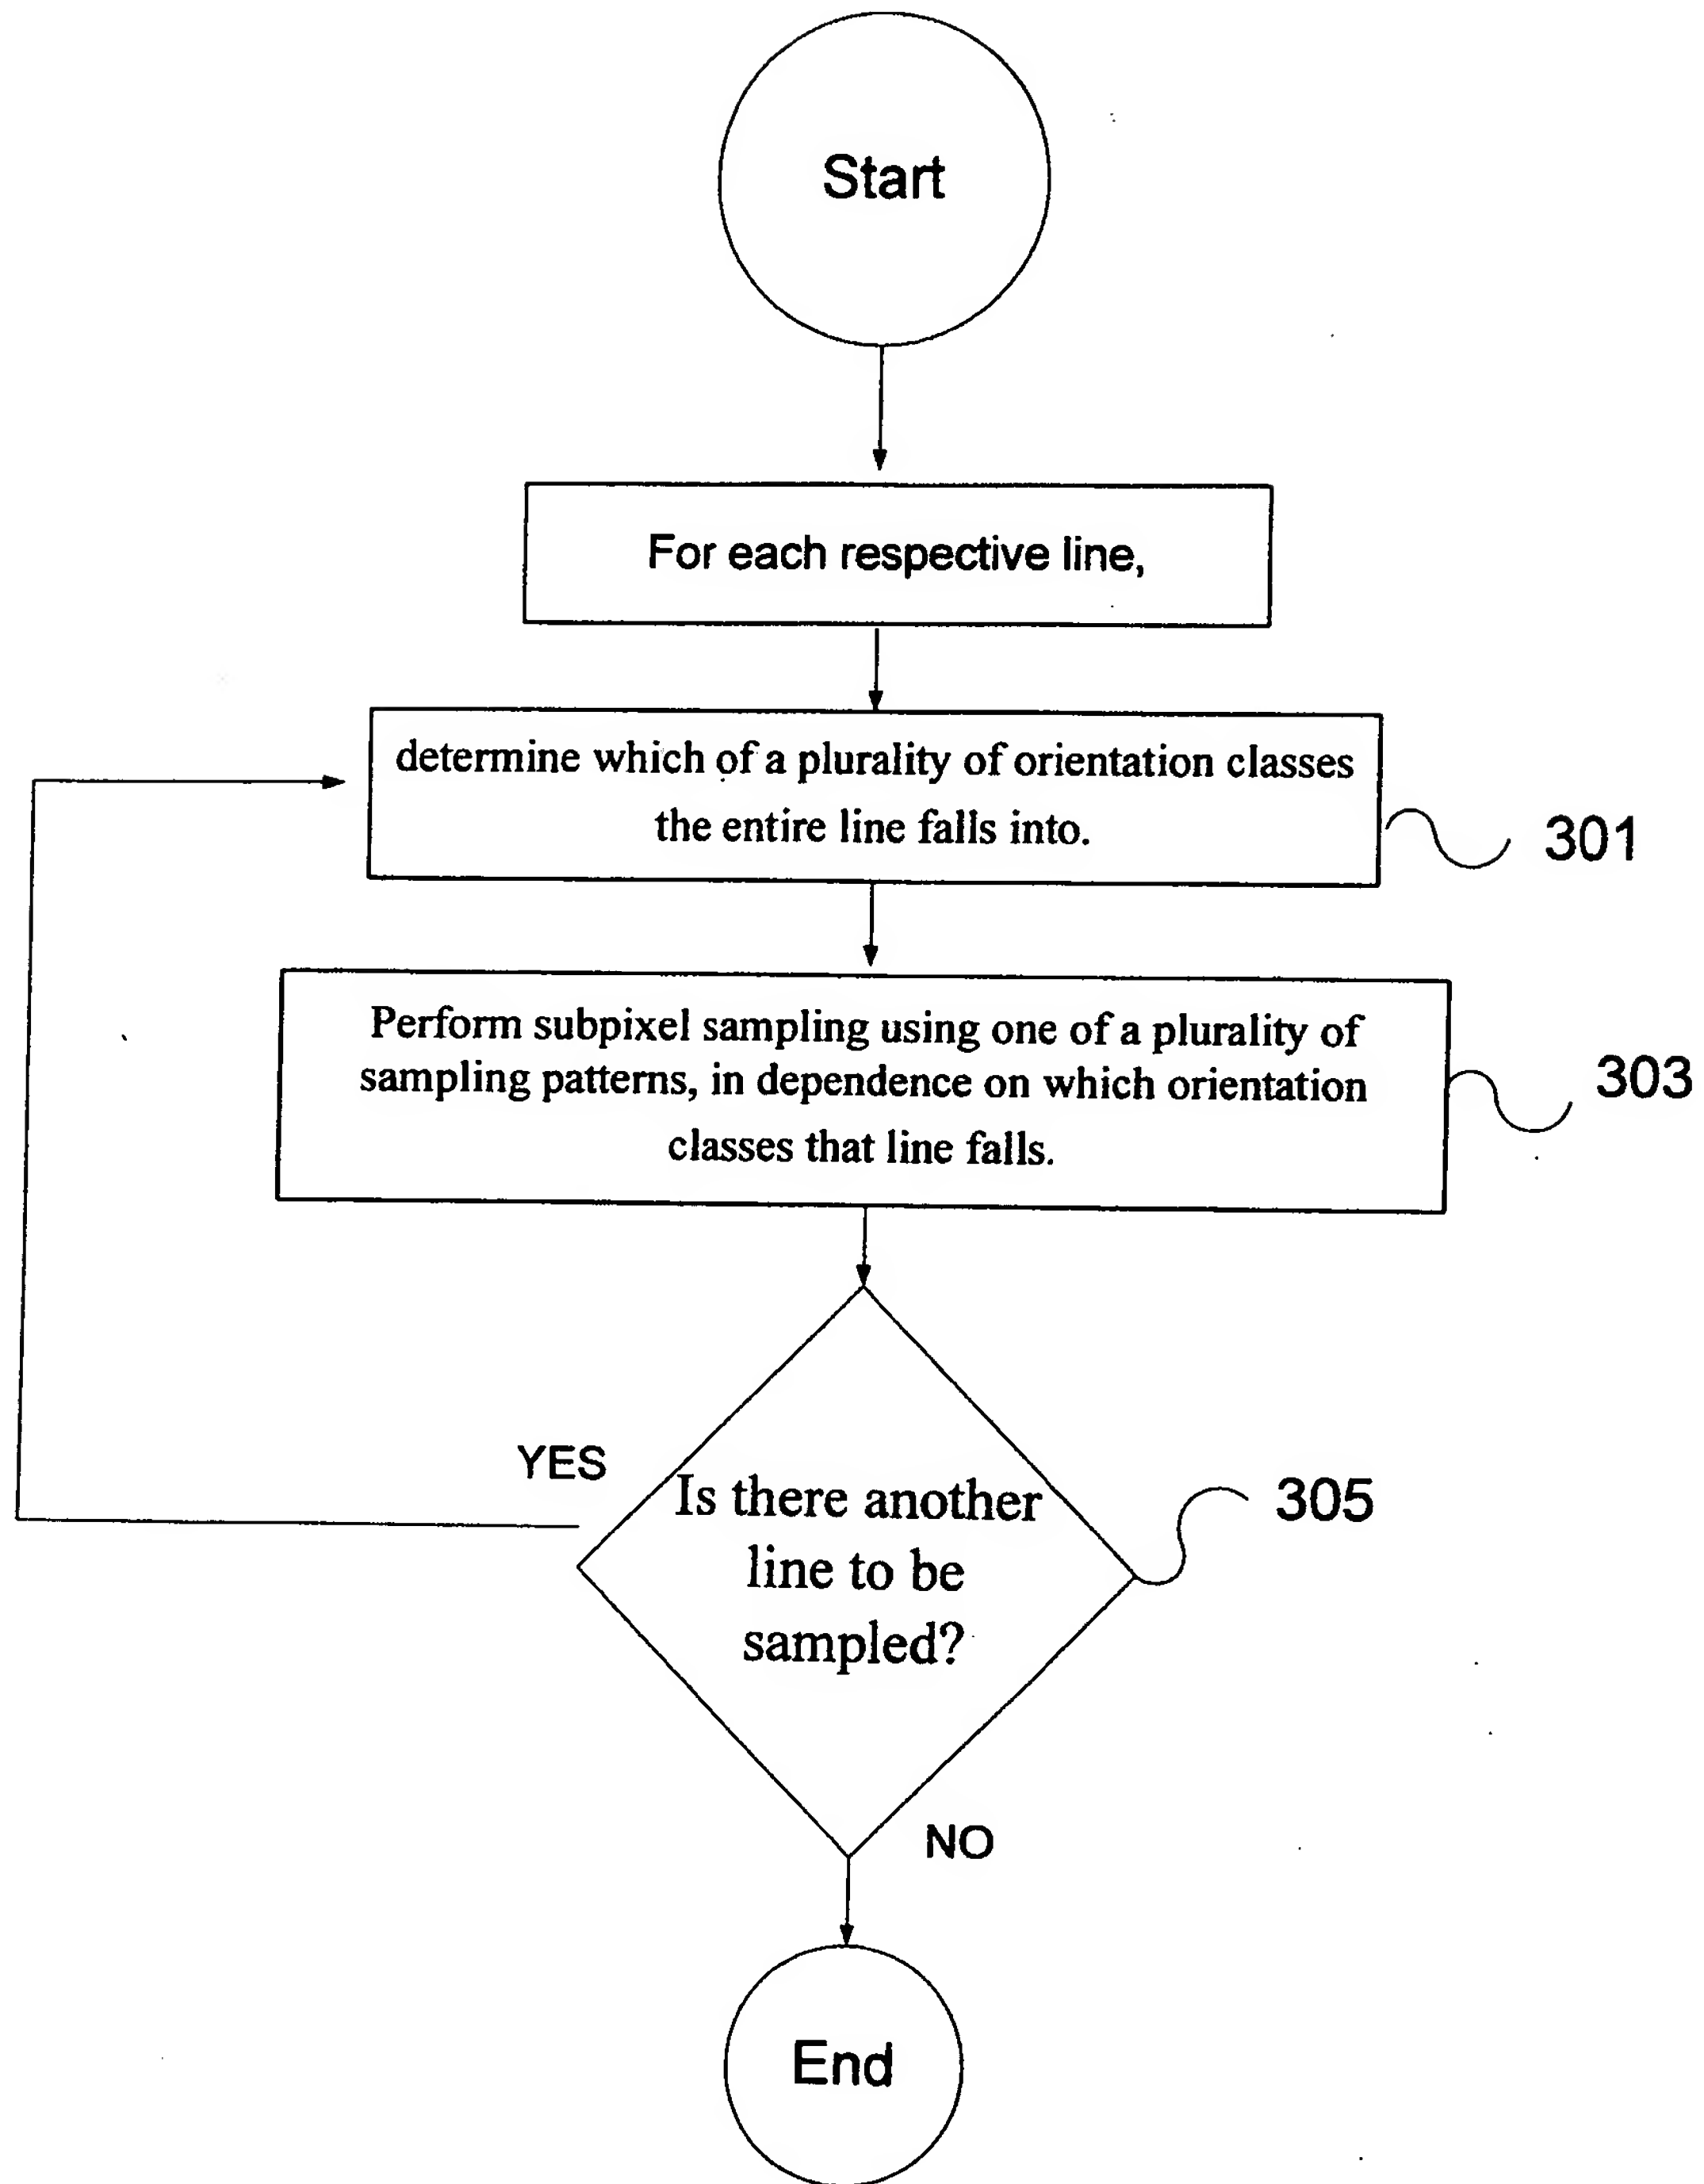 Start
For each respective line,
determine which of a plurality of orientation classes
the entire line falls into.
301
Perform subpixel sampling using one of a plurality of
sampling patterns, in dependence on which orientation
classes that line falls.
303
YES
Is there another
line to be
sampled?
305
NO
End